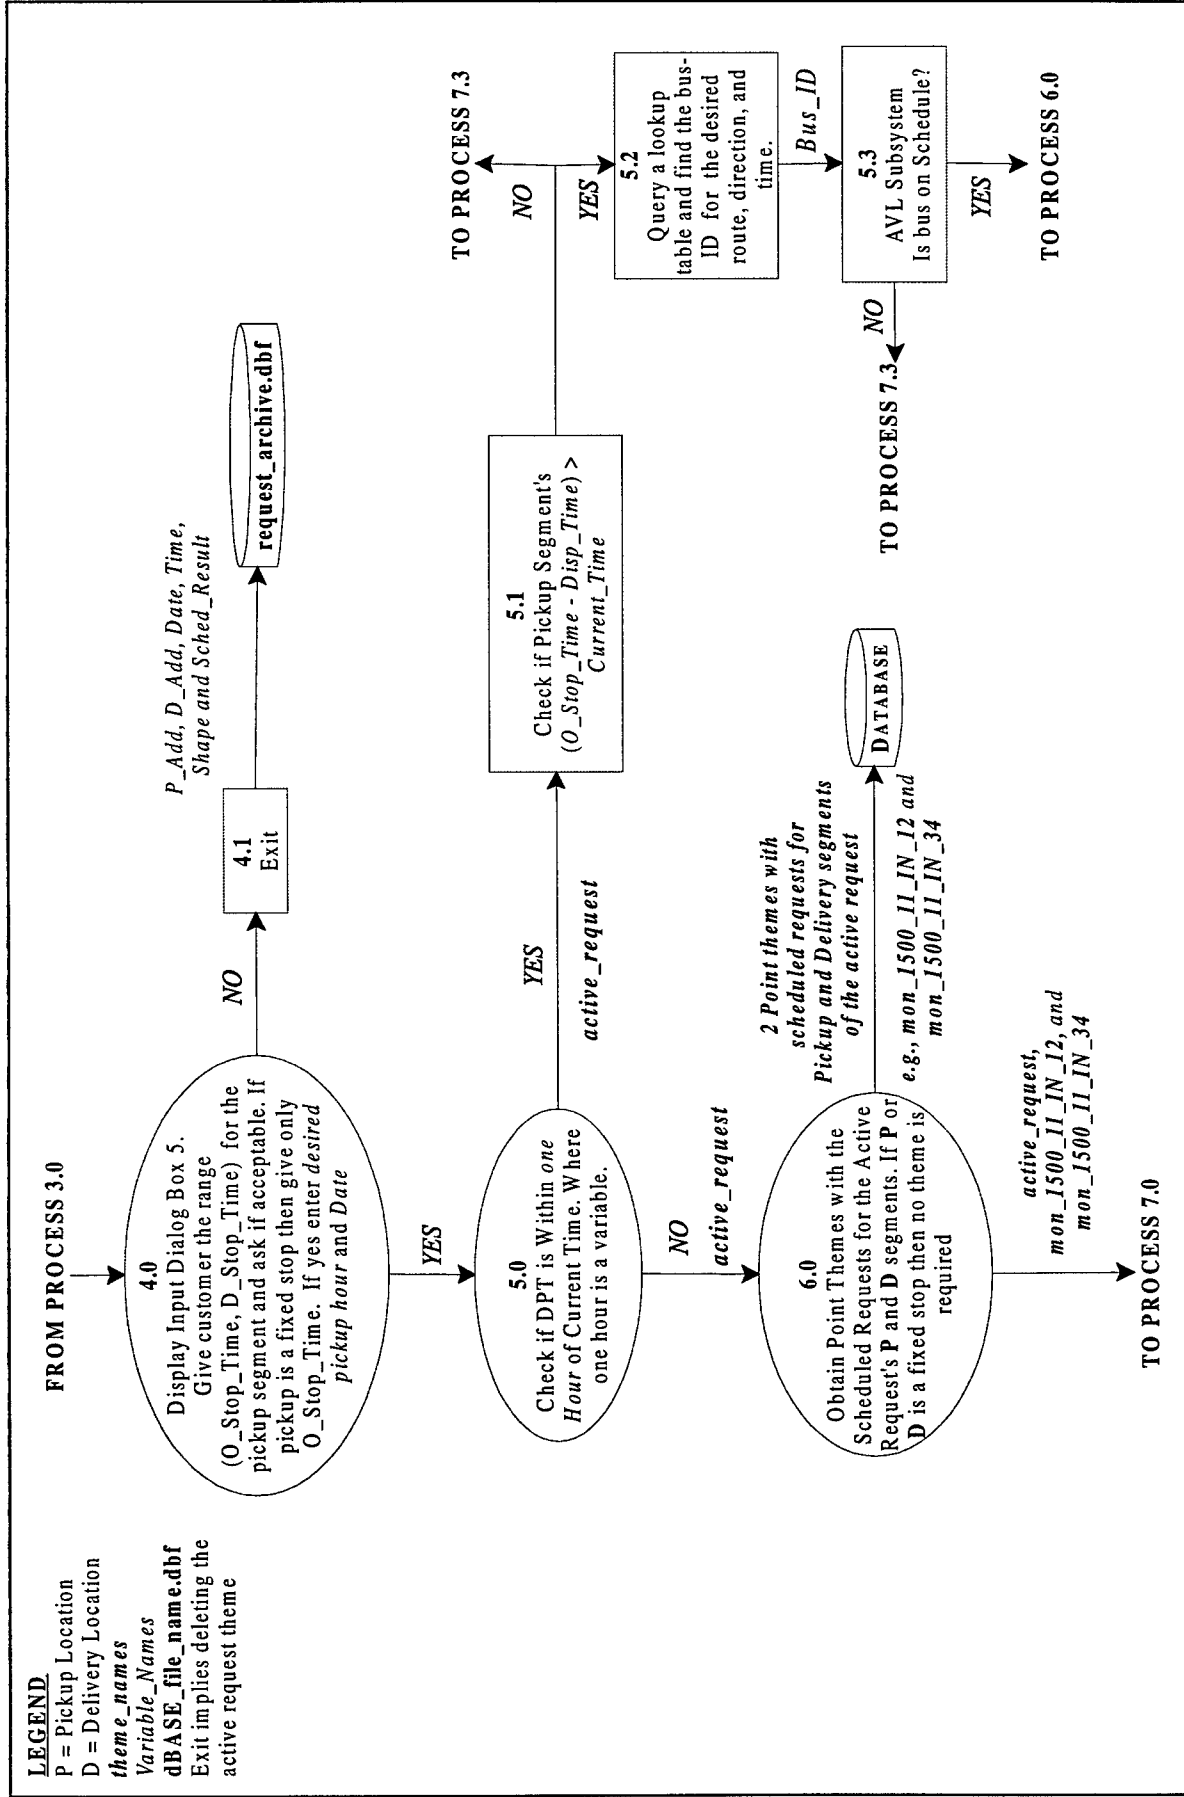 LEGEND
P = Pickup Location
D = Delivery Location
theme_names
Variable_Names
dBASE_file_name.dbf
Exit implies deleting the
active request theme
FROM PROCESS 3.0
4.0
Display Input Dialog Box 5.
Give customer the range
(O_Stop_Time, D_Stop_Time) for the
pickup segment and ask if acceptable. If
pickup is a fixed stop then give only
O_Stop_Time. If yes enter desired
pickup hour and Date
NO
4.1
Exit
P_Add, D_Add, Date, Time,
Shape and Sched_Result
request_archive.dbf
YES
5.0
Check if DPT is Within one
Hour of Current Time. Where
one hour is a variable.
YES
active_request
5.1
Check if Pickup Segment's
(O_Stop_Time - Disp_Time) >
Current_Time
NO
TO PROCESS 7.3
YES
5.2
Query a lookup
table and find the bus-
ID for the desired
route, direction, and
time.
Bus_ID
5.3
AVL Subsystem
Is bus on Schedule?
NO
TO PROCESS 7.3
YES
TO PROCESS 6.0
NO
active_request
6.0
Obtain Point Themes with the
Scheduled Requests for the Active
Request's P and D segments. If P or
D is a fixed stop then no theme is
required
2 Point themes with
scheduled requests for
Pickup and Delivery segments
of the active request
e.g., mon_1500_11_IN_12 and
mon_1500_11_IN_34
DATABASE
active_request,
mon_1500_11_IN_12, and
mon_1500_11_IN_34
TO PROCESS 7.0